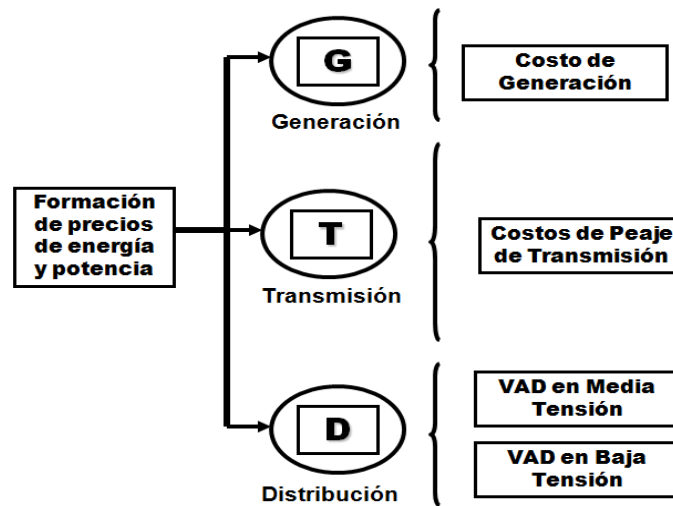 G
Generación
Costo de
Generación
Formación
de precios
de energía
y potencia
T
Transmisión
Costos de Peaje
de Transmisión
D
Distribución
VAD en Media
Tensión
VAD en Baja
Tensión